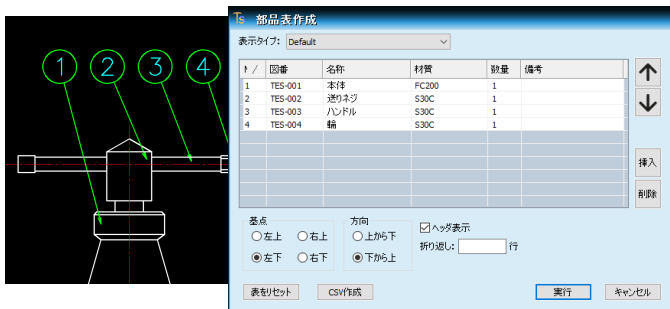 1 2 3 4
Ts 部品表作成
表示タイプ: Default
ﾄ / 図番 名称 材質 数量 備考
1 TES-001 本体 FC200 1
2 TES-002 送りネジ S30C 1
3 TES-003 ハンドル S30C 1
4 TES-004 輪 S30C 1
挿入
削除
基点 方向
左上 右上 上から下 ヘッダ表示
左下 右下 下から上 折り返し: 行
表をリセット CSV作成 実行 キャンセル